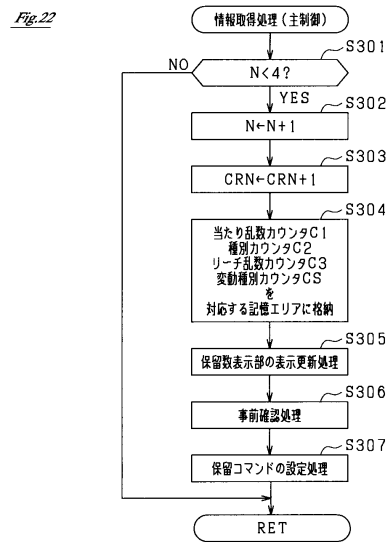 Fig.22
情報取得処理(主制御)
S301
NO
N<4?
YES
S302
N←N+1
S303
CRN←CRN+1
S304
当たり乱数カウンタC1
種別カウンタC2
リーチ乱数カウンタC3
変動種別カウンタCS
を
対応する記憶エリアに格納
S305
保留数表示部の表示更新処理
S306
事前確認処理
S307
保留コマンドの設定処理
RET